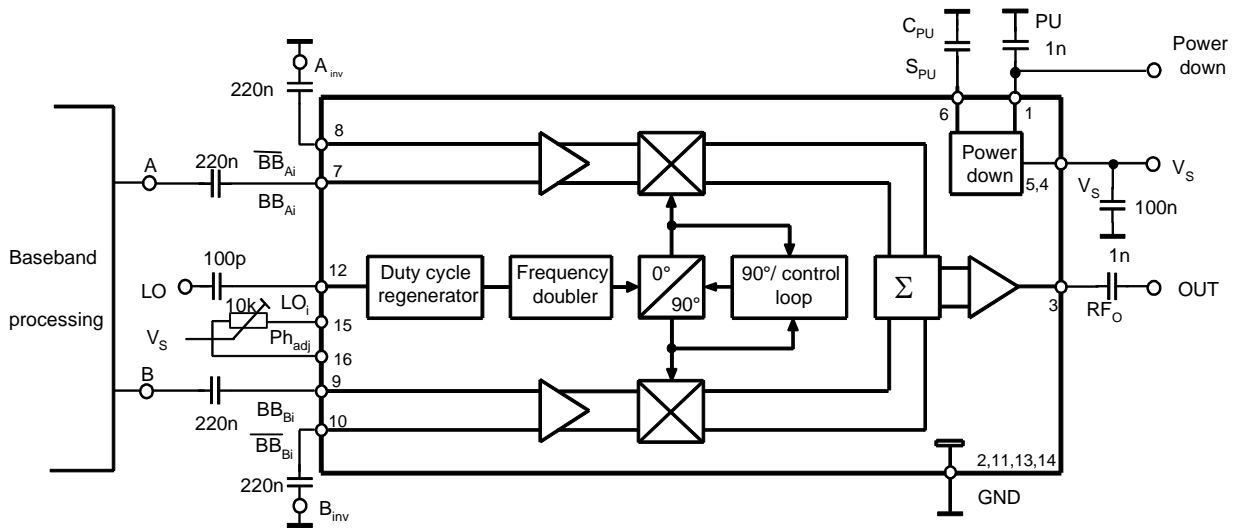 C_PU
PU
1n
Power
down
S_PU
A_inv
220n
6
1
8
A
220n
B̅B̅_Ai
7
BB_Ai
Power
down
5,4
V_S
V_S
100n
Baseband
processing
100p
12
LO
LO_i
Duty cycle
regenerator
Frequency
doubler
0°
90°
90°/ control
loop
Σ
1n
3
RF_O
OUT
10k
15
V_S
Ph_adj
16
B
9
220n
BB_Bi
10
B̅B̅_Bi
220n
B_inv
2,11,13,14
GND